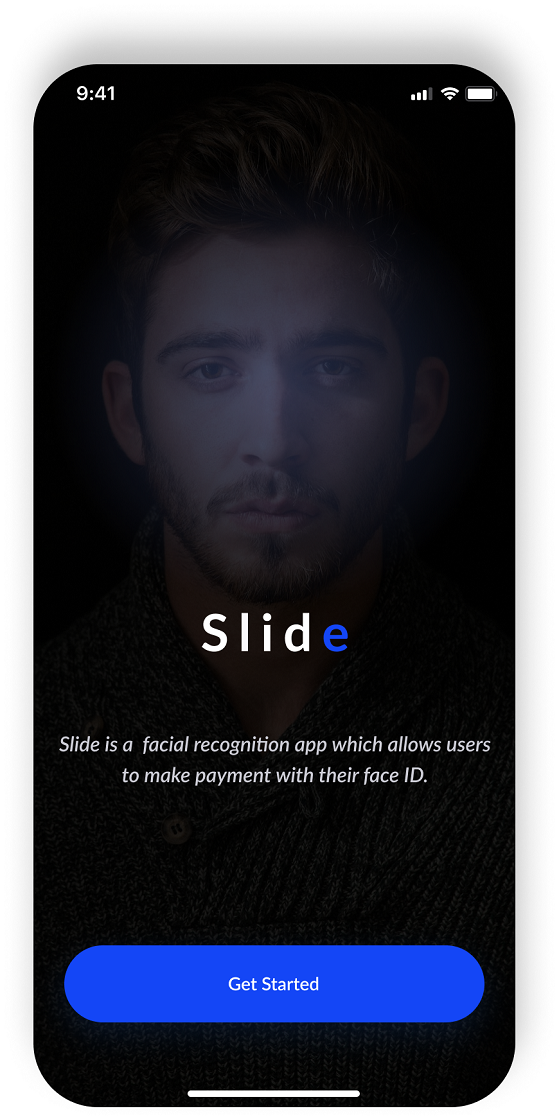 9:41
Slide
Slide is a  facial recognition app which allows users
to make payment with their face ID.
Get Started